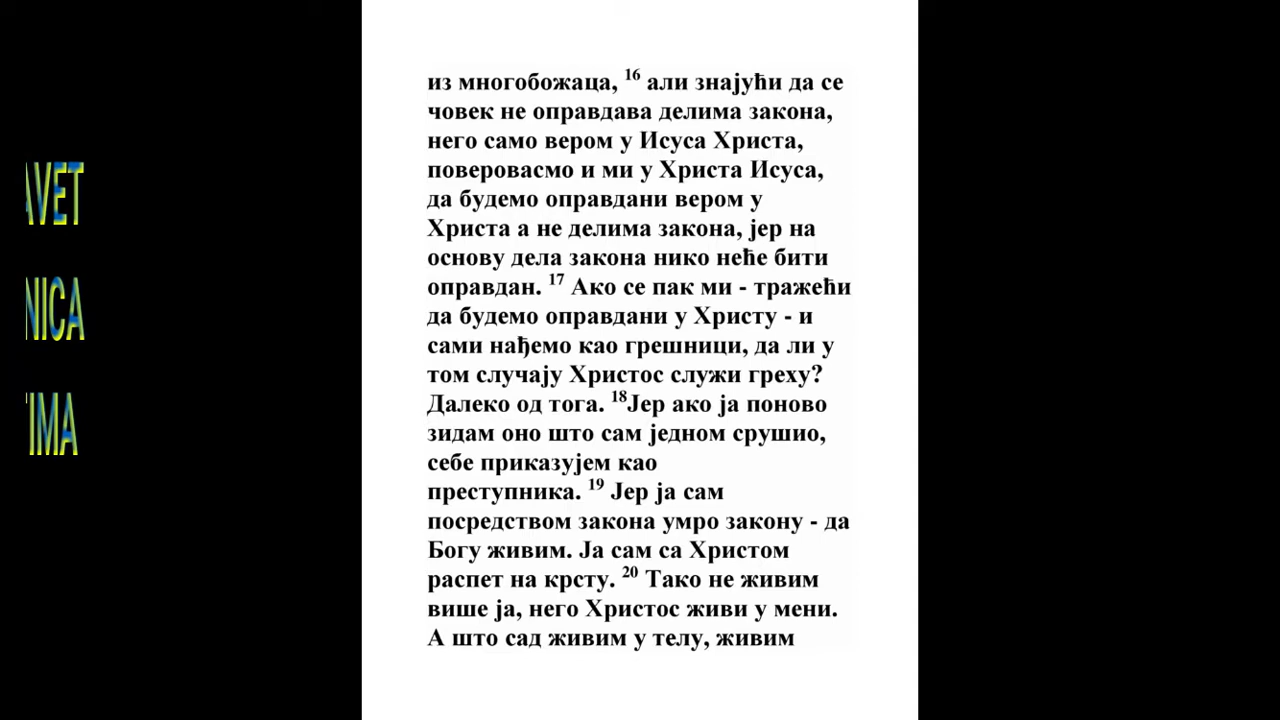 AVET
NICA
TIMA
из многобожаца, 16 али знајући да се
човек не оправдава делима закона,
него само вером у Исуса Христа,
поверовасмо и ми у Христа Исуса,
да будемо оправдани вером у
Христа а не делима закона, јер на
основу дела закона нико неће бити
оправдан. 17 Ако се пак ми - тражећи
да будемо оправдани у Христу - и
сами нађемо као грешници, да ли у
том случају Христос служи греху?
Далеко од тога. 18Јер ако ја поново
зидам оно што сам једном срушио,
себе приказујем као
преступника. 19 Јер ја сам
посредством закона умро закону - да
Богу живим. Ја сам са Христом
распет на крсту. 20 Тако не живим
више ја, него Христос живи у мени.
А што сад живим у телу, живим